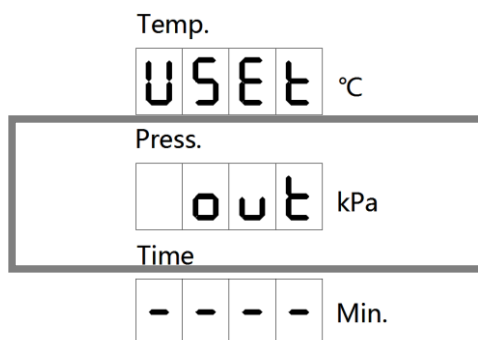 Temp.
USEt °C
Press.
out kPa
Time
---- Min.